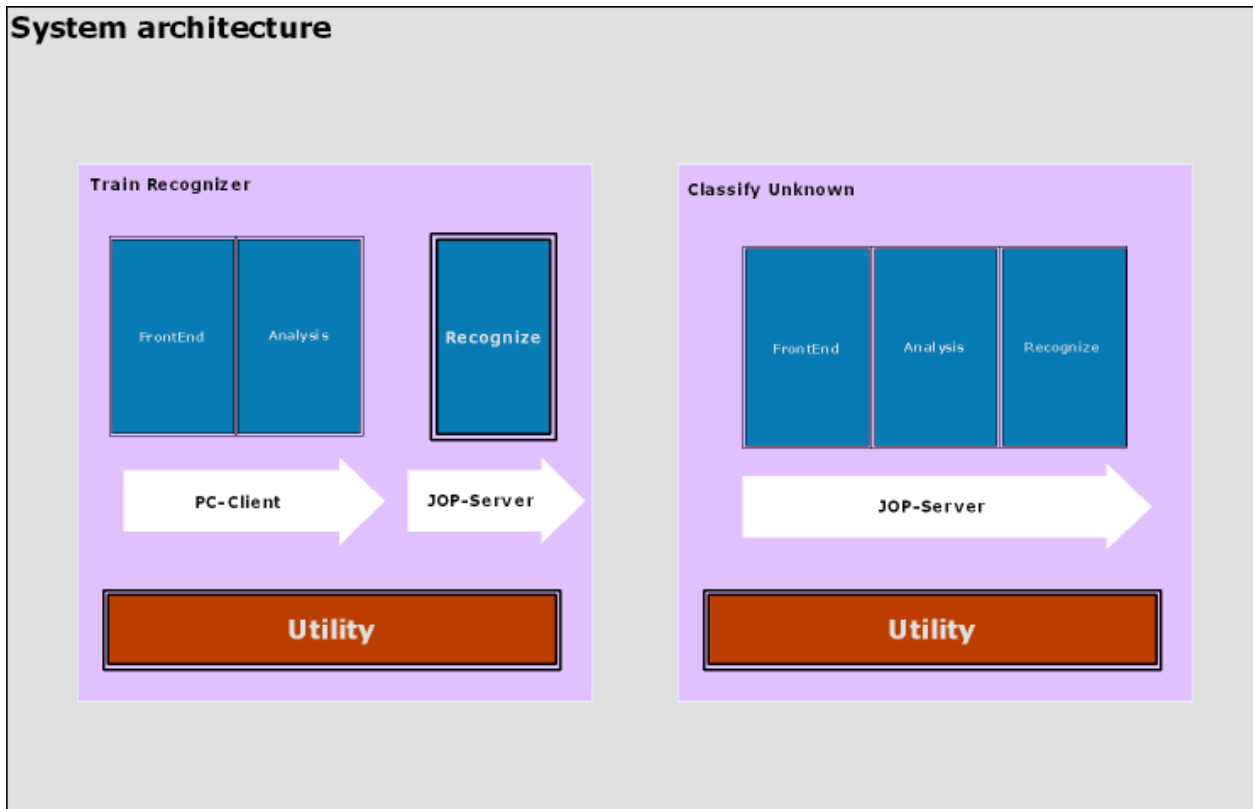 System architecture
Train Recognizer
FrontEnd
Analysis
Recognize
PC-Client
JOP-Server
Utility
Classify Unknown
FrontEnd
Analysis
Recognize
JOP-Server
Utility